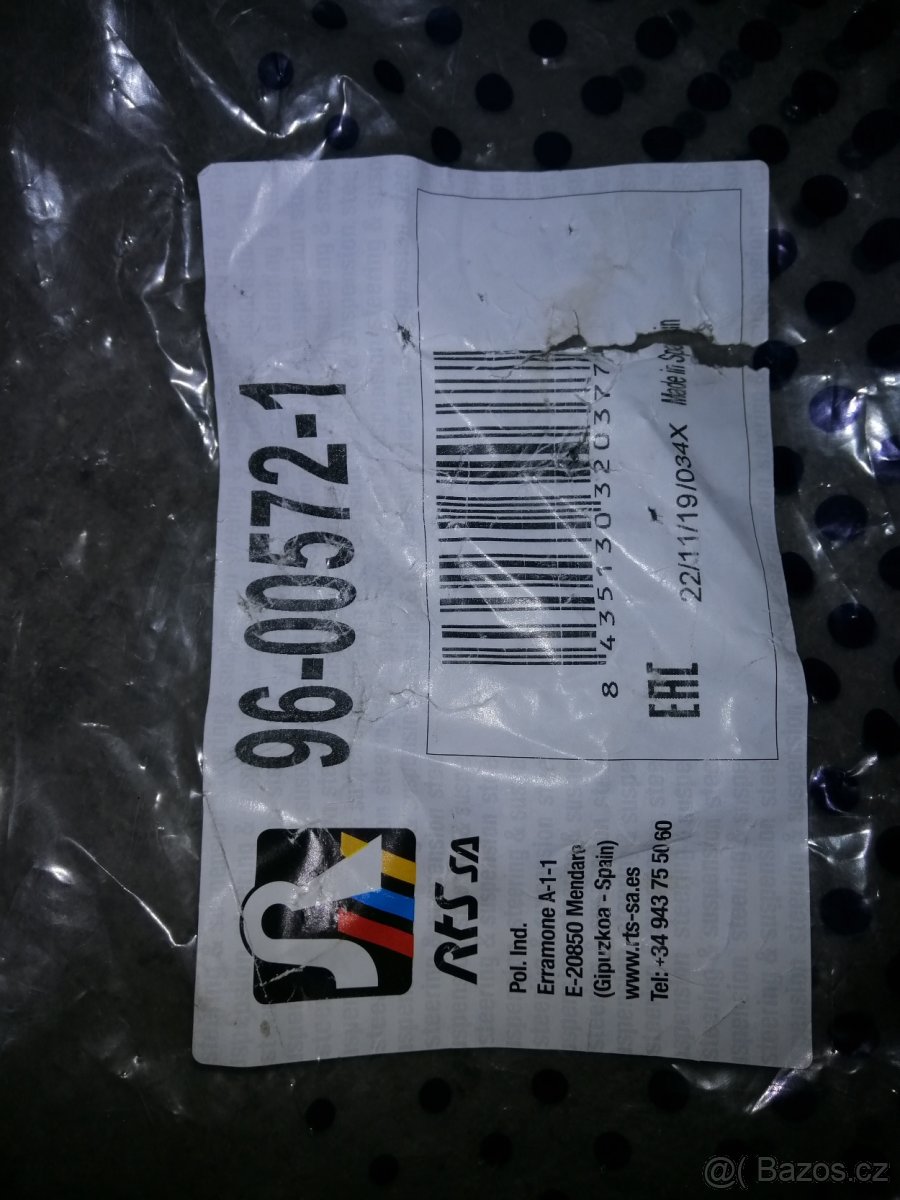 96-00572-1
RTS SA
Pol. Ind.
Erramone A-1-1
E-20850 Mendaro
(Gipuzkoa - Spain)
www.rts-sa.es
Tel: +34 943 75 50 60
8 435130 320377
EAC
22/11/19/034X Made in Spain
@( Bazos.cz